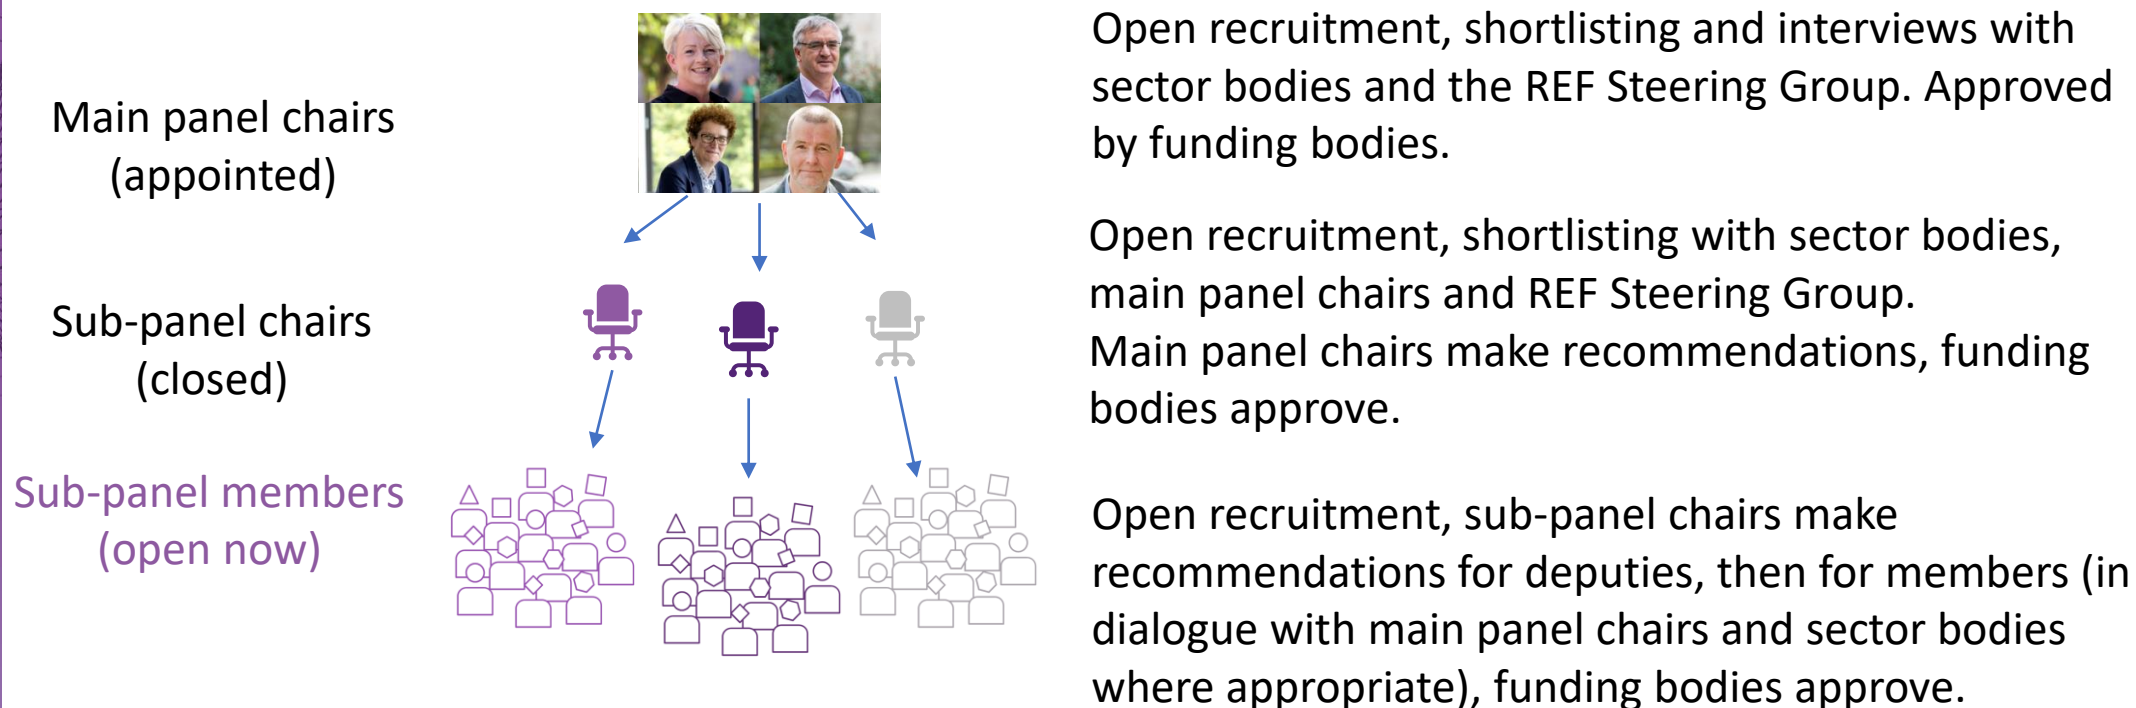 Main panel chairs
(appointed)
Open recruitment, shortlisting and interviews with
sector bodies and the REF Steering Group. Approved
by funding bodies.
Sub-panel chairs
(closed)
Open recruitment, shortlisting with sector bodies,
main panel chairs and REF Steering Group.
Main panel chairs make recommendations, funding
bodies approve.
Sub-panel members
(open now)
Open recruitment, sub-panel chairs make
recommendations for deputies, then for members (in
dialogue with main panel chairs and sector bodies
where appropriate), funding bodies approve.